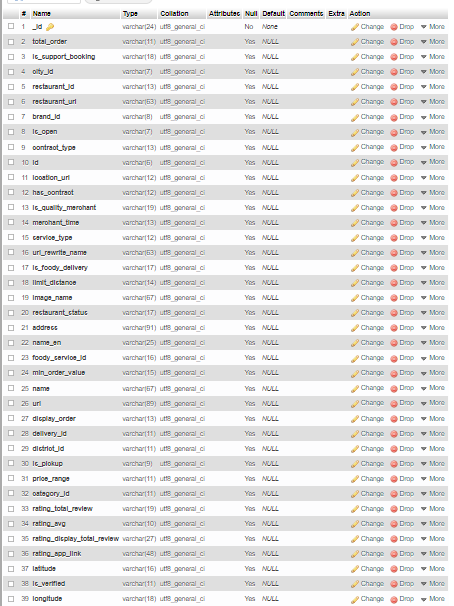 # Name Type Collation Attributes Null Default Comments Extra Action
1 _id varchar(24) utf8_general_ci No None Change Drop More
2 total_order varchar(11) utf8_general_ci Yes NULL Change Drop More
3 is_support_booking varchar(18) utf8_general_ci Yes NULL Change Drop More
4 city_id varchar(7) utf8_general_ci Yes NULL Change Drop More
5 restaurant_id varchar(13) utf8_general_ci Yes NULL Change Drop More
6 restaurant_url varchar(63) utf8_general_ci Yes NULL Change Drop More
7 brand_id varchar(8) utf8_general_ci Yes NULL Change Drop More
8 is_open varchar(7) utf8_general_ci Yes NULL Change Drop More
9 contract_type varchar(13) utf8_general_ci Yes NULL Change Drop More
10 id varchar(6) utf8_general_ci Yes NULL Change Drop More
11 location_url varchar(12) utf8_general_ci Yes NULL Change Drop More
12 has_contract varchar(12) utf8_general_ci Yes NULL Change Drop More
13 is_quality_merchant varchar(19) utf8_general_ci Yes NULL Change Drop More
14 merchant_time varchar(13) utf8_general_ci Yes NULL Change Drop More
15 service_type varchar(12) utf8_general_ci Yes NULL Change Drop More
16 url_rewrite_name varchar(63) utf8_general_ci Yes NULL Change Drop More
17 is_foody_delivery varchar(17) utf8_general_ci Yes NULL Change Drop More
18 limit_distance varchar(14) utf8_general_ci Yes NULL Change Drop More
19 image_name varchar(67) utf8_general_ci Yes NULL Change Drop More
20 restaurant_status varchar(17) utf8_general_ci Yes NULL Change Drop More
21 address varchar(91) utf8_general_ci Yes NULL Change Drop More
22 name_en varchar(25) utf8_general_ci Yes NULL Change Drop More
23 foody_service_id varchar(16) utf8_general_ci Yes NULL Change Drop More
24 min_order_value varchar(15) utf8_general_ci Yes NULL Change Drop More
25 name varchar(67) utf8_general_ci Yes NULL Change Drop More
26 url varchar(89) utf8_general_ci Yes NULL Change Drop More
27 display_order varchar(13) utf8_general_ci Yes NULL Change Drop More
28 delivery_id varchar(11) utf8_general_ci Yes NULL Change Drop More
29 district_id varchar(11) utf8_general_ci Yes NULL Change Drop More
30 is_pickup varchar(9) utf8_general_ci Yes NULL Change Drop More
31 price_range varchar(11) utf8_general_ci Yes NULL Change Drop More
32 category_id varchar(11) utf8_general_ci Yes NULL Change Drop More
33 rating_total_review varchar(19) utf8_general_ci Yes NULL Change Drop More
34 rating_avg varchar(10) utf8_general_ci Yes NULL Change Drop More
35 rating_display_total_review varchar(27) utf8_general_ci Yes NULL Change Drop More
36 rating_app_link varchar(48) utf8_general_ci Yes NULL Change Drop More
37 latitude varchar(16) utf8_general_ci Yes NULL Change Drop More
38 is_verified varchar(11) utf8_general_ci Yes NULL Change Drop More
39 longitude varchar(18) utf8_general_ci Yes NULL Change Drop More